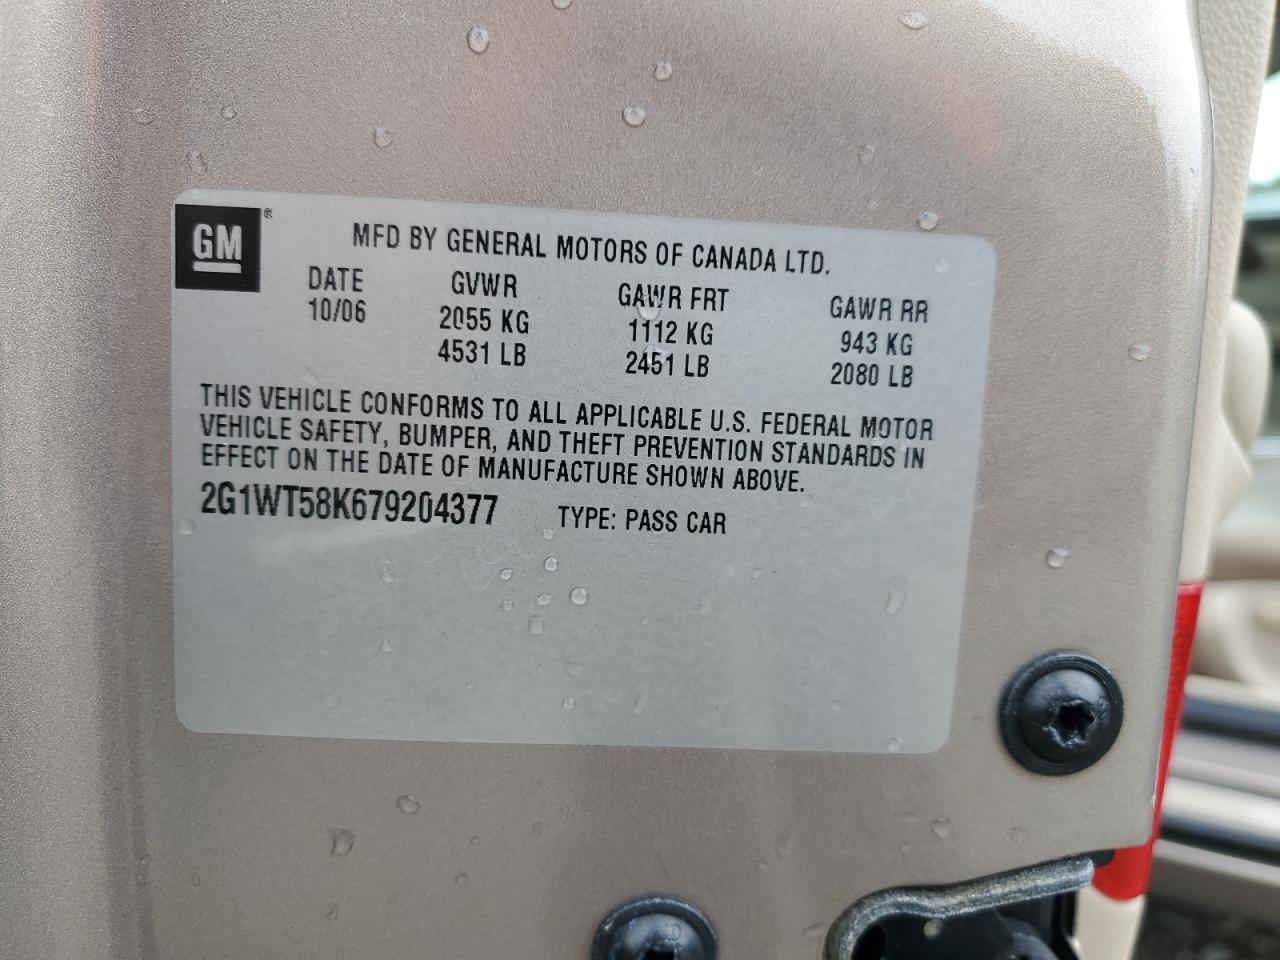 GM®
MFD BY GENERAL MOTORS OF CANADA LTD.
DATE GVWR GAWR FRT GAWR RR
10/06 2055 KG 1112 KG 943 KG
4531 LB 2451 LB 2080 LB
THIS VEHICLE CONFORMS TO ALL APPLICABLE U.S. FEDERAL MOTOR
VEHICLE SAFETY, BUMPER, AND THEFT PREVENTION STANDARDS IN
EFFECT ON THE DATE OF MANUFACTURE SHOWN ABOVE.
2G1WT58K679204377 TYPE: PASS CAR